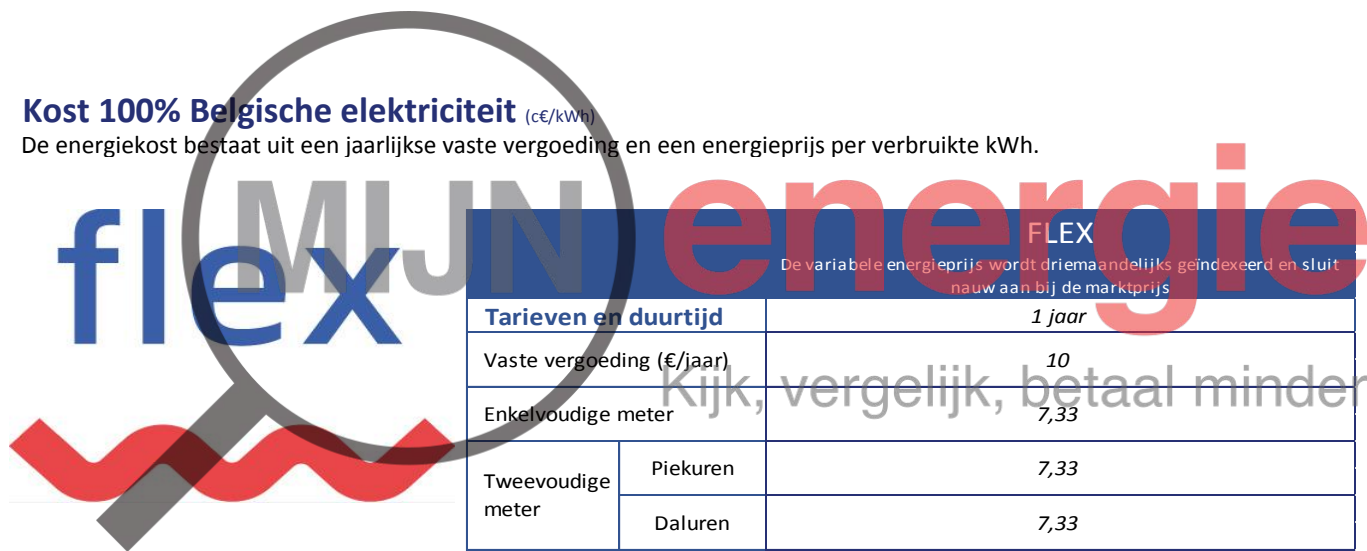 Kost 100% Belgische elektriciteit (c€/kWh)
De energiekost bestaat uit een jaarlijkse vaste vergoeding en een energieprijs per verbruikte kWh.
MIJN energie
flex
FLEX
De variabele energieprijs wordt driemaandelijks geïndexeerd en sluit
nauw aan bij de marktprijs
Tarieven en duurtijd 1 jaar
Vaste vergoeding (€/jaar) 10
Kijk, vergelijk, betaal minder
Enkelvoudige meter 7,33
Tweevoudige
meter
Piekuren 7,33
Daluren 7,33